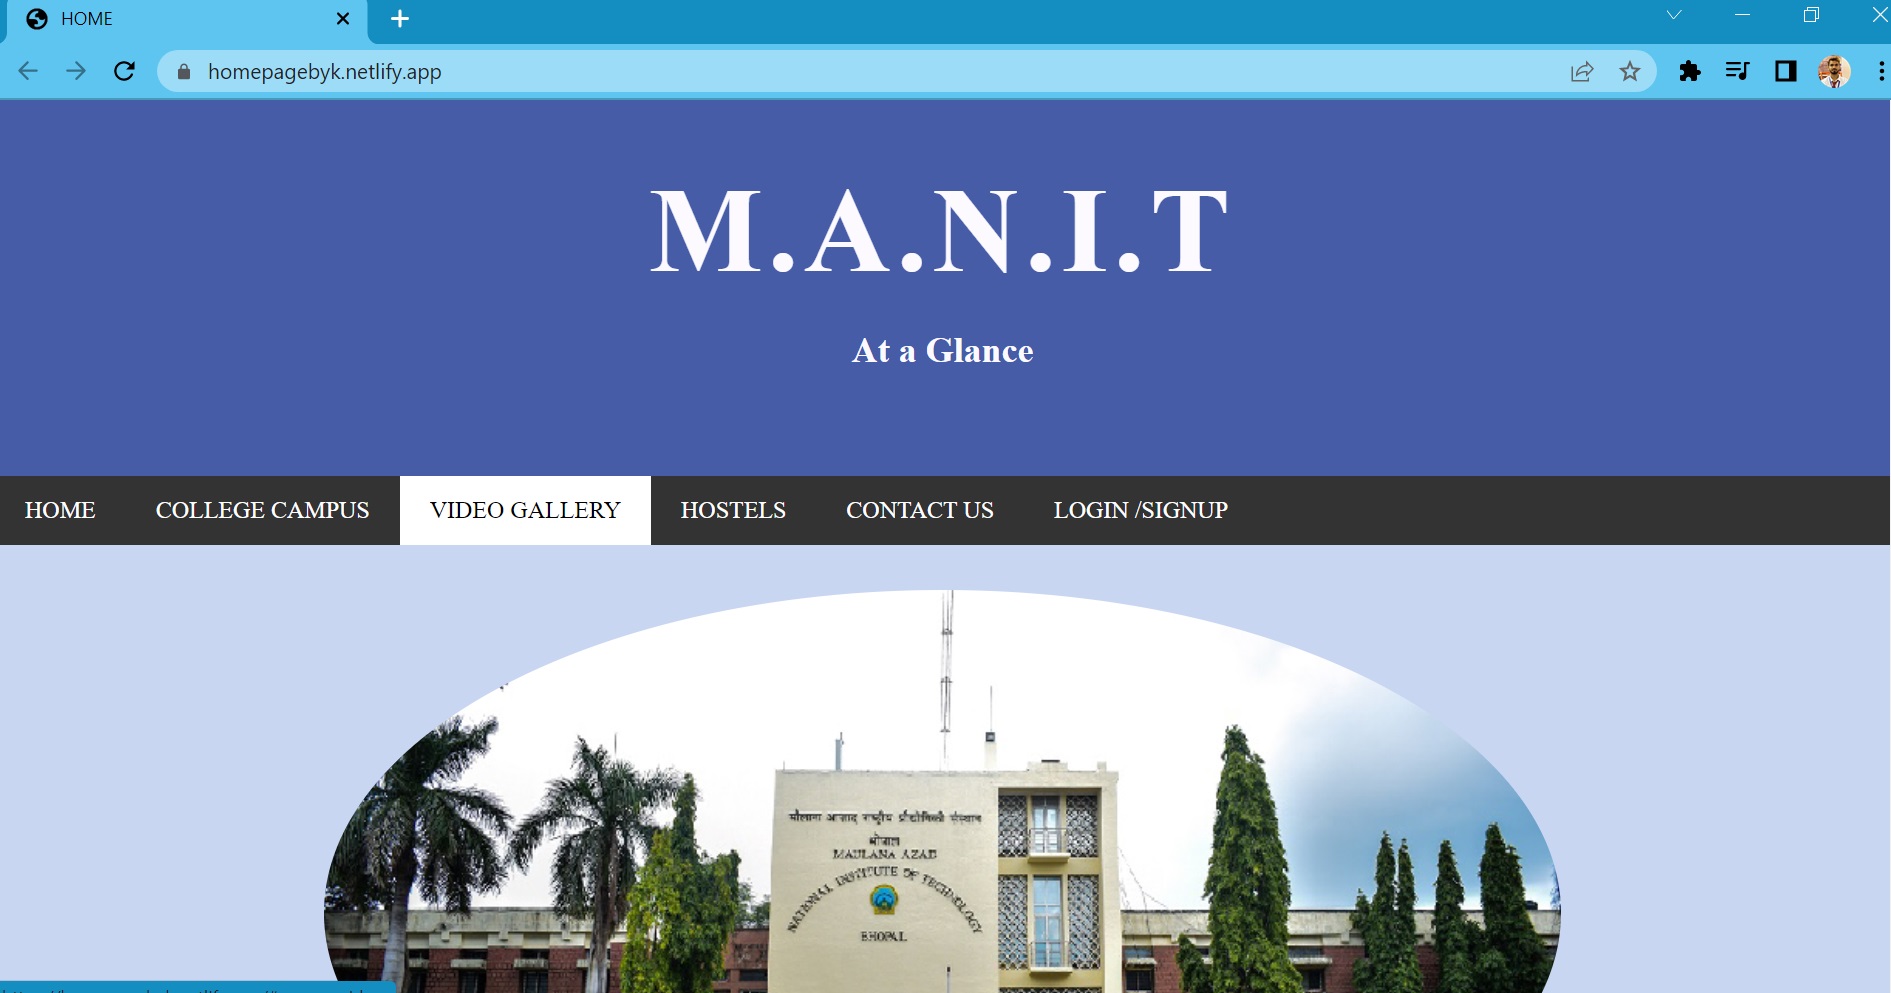 HOME
homepagebyk.netlify.app
M.A.N.I.T
At a Glance
HOME COLLEGE CAMPUS VIDEO GALLERY HOSTELS CONTACT US LOGIN /SIGNUP
मौलाना आज़ाद राष्ट्रीय प्रौद्योगिकी संस्थान
भोपाल
MAULANA AZAD
NATIONAL INSTITUTE OF TECHNOLOGY
BHOPAL